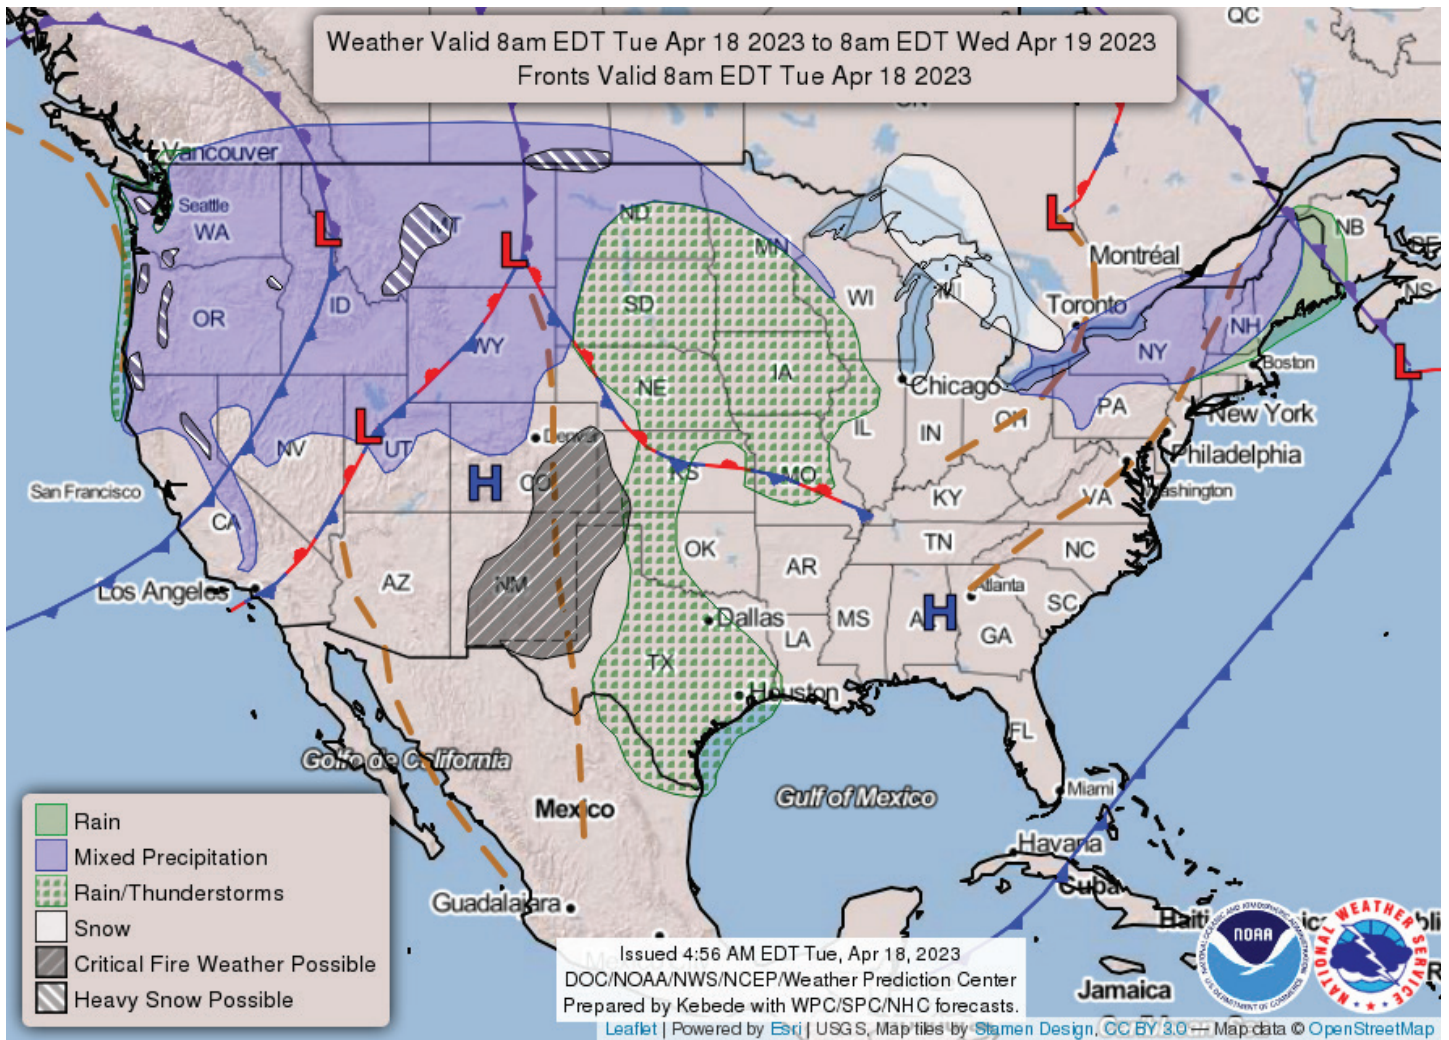 QC
Weather Valid 8am EDT Tue Apr 18 2023 to 8am EDT Wed Apr 19 2023
Fronts Valid 8am EDT Tue Apr 18 2023
Vancouver
Seattle
WA
L
MT
L
ND
MN
L
Montréal
NB
OR
ID
WY
SD
WI
MI
Toronto
NY
NH
NS
L
Boston
NE
IA
Chicago
New York
PA
OH
L
NV
UT
Denver
IL
IN
Philadelphia
Washington
San Francisco
CA
H
CO
KS
MO
KY
VA
Los Angeles
AZ
NM
OK
AR
TN
NC
Atlanta
SC
Dallas
MS
H
GA
LA
TX
Houston
FL
Golfo de California
Gulf of Mexico
Miami
Mexico
Havana
Cuba
Guadalajara
Jamaica
Rain
Mixed Precipitation
Rain/Thunderstorms
Snow
Critical Fire Weather Possible
Heavy Snow Possible
NOAA
NATIONAL WEATHER SERVICE
Issued 4:56 AM EDT Tue, Apr 18, 2023
DOC/NOAA/NWS/NCEP/Weather Prediction Center
Prepared by Kebede with WPC/SPC/NHC forecasts.
Leaflet | Powered by Esri | USGS, Map tiles by Stamen Design, CC BY 3.0 — Map data © OpenStreetMap